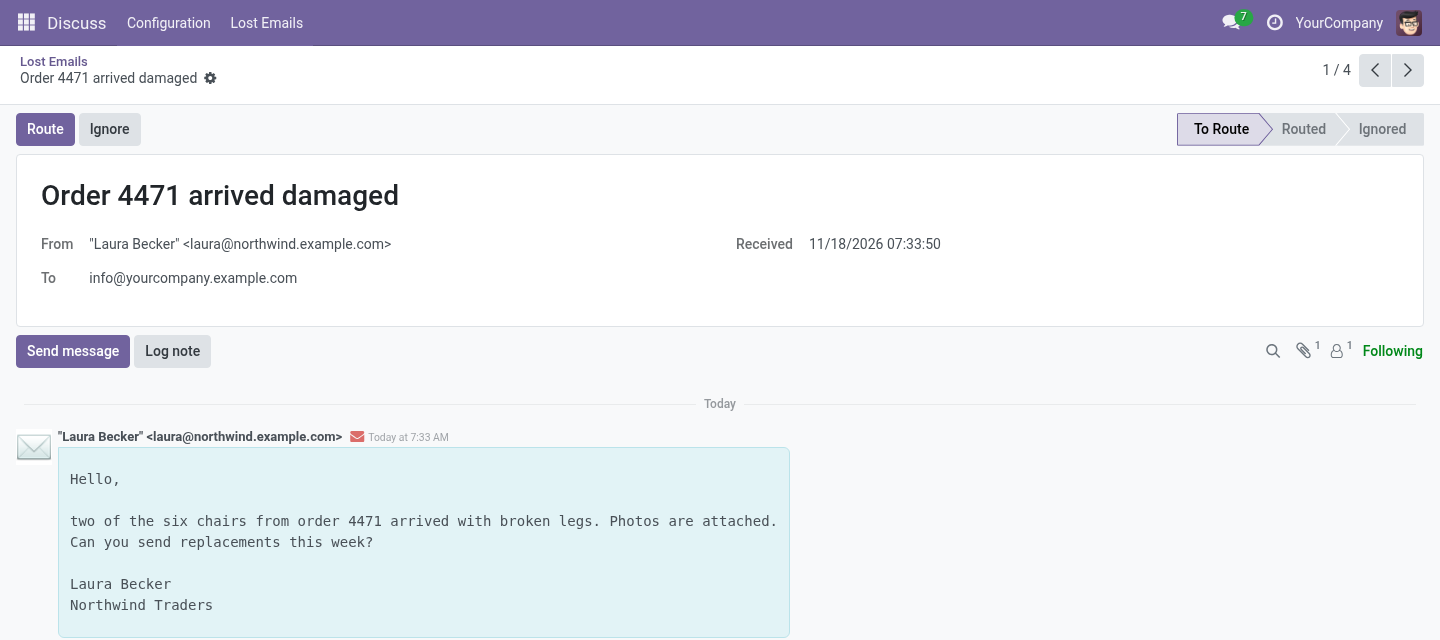 Discuss Configuration Lost Emails 7 YourCompany
Lost Emails
Order 4471 arrived damaged
1 / 4
Route Ignore To Route Routed Ignored
Order 4471 arrived damaged
From "Laura Becker" <laura@northwind.example.com> Received 11/18/2026 07:33:50
To info@yourcompany.example.com
Send message Log note 1 1 Following
Today
"Laura Becker" <laura@northwind.example.com> Today at 7:33 AM
Hello,
two of the six chairs from order 4471 arrived with broken legs. Photos are attached.
Can you send replacements this week?
Laura Becker
Northwind Traders